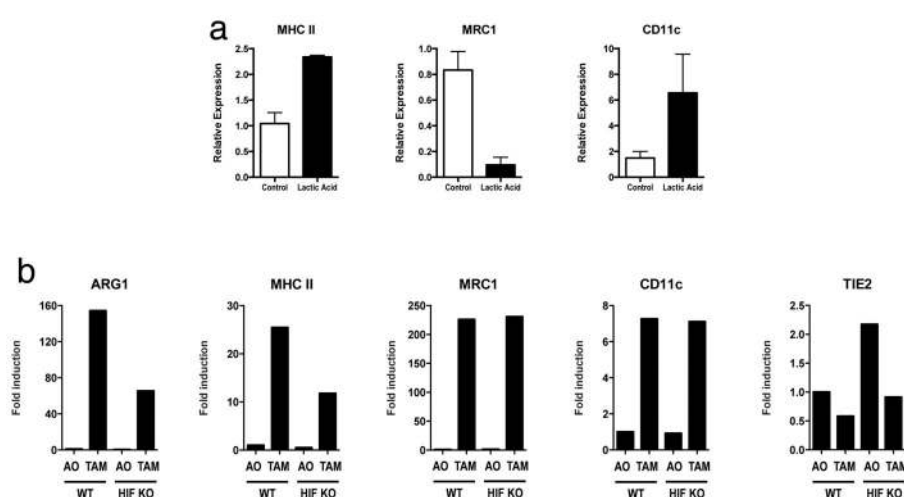 a
MHC II
MRC1
CD11c
Relative Expression
2.5
2.0
1.5
1.0
0.5
0.0
Control
Lactic Acid
Relative Expression
1.0
0.8
0.6
0.4
0.2
0.0
Control
Lactic Acid
Relative Expression
10
8
6
4
2
0
Control
Lactic Acid
b
ARG1
MHC II
MRC1
CD11c
TIE2
Fold induction
160
120
80
40
0
AO TAM AO TAM
WT HIF KO
Fold induction
30
20
10
0
AO TAM AO TAM
WT HIF KO
Fold induction
250
200
150
100
50
0
AO TAM AO TAM
WT HIF KO
Fold induction
8
6
4
2
0
AO TAM AO TAM
WT HIF KO
Fold induction
2.5
2.0
1.5
1.0
0.5
0.0
AO TAM AO TAM
WT HIF KO